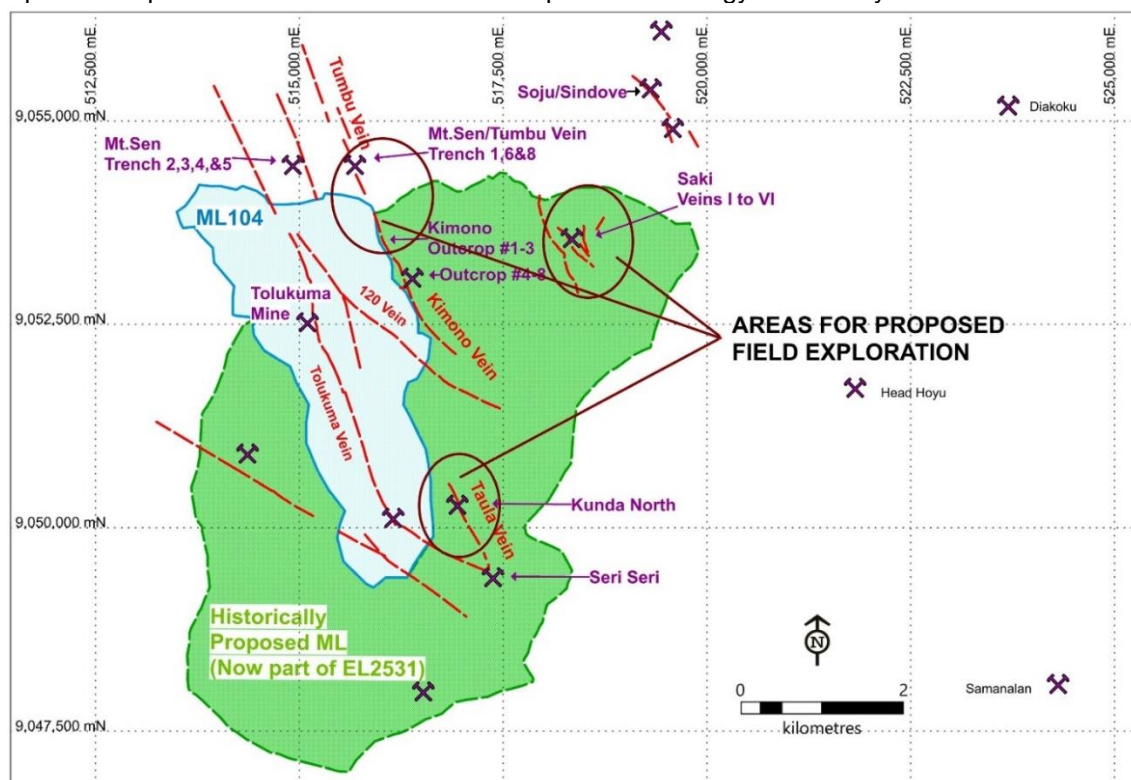 512,500 mE
515,000 mE
517,500 mE
520,000 mE
522,500 mE
525,000 mE
9,055,000 mN
9,052,500 mN
9,050,000 mN
9,047,500 mN
Tumbu Vein
Soju/Sindove
Diakoku
Mt.Sen
Trench 2,3,4,&5
Mt.Sen/Tumbu Vein
Trench 1,6&8
Saki
Veins I to VI
ML104
Kimono
Outcrop #1-3
Outcrop #4-8
Tolukuma
Mine
120 Vein
Kimono Vein
AREAS FOR PROPOSED
FIELD EXPLORATION
Head Hoyu
Tolukuma Vein
Taula Vein
Kunda North
Seri Seri
Historically
Proposed ML
(Now part of EL2531)
N
Samanalan
0 2
kilometres